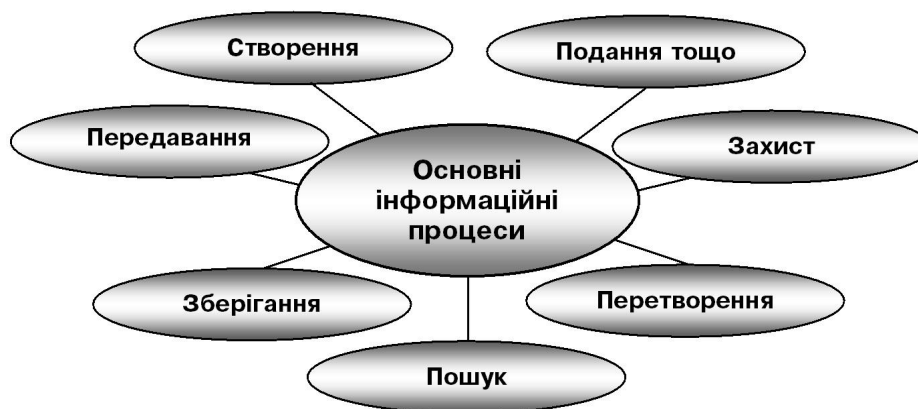 Створення
Подання тощо
Передавання
Захист
Основні
інформаційні
процеси
Зберігання
Перетворення
Пошук